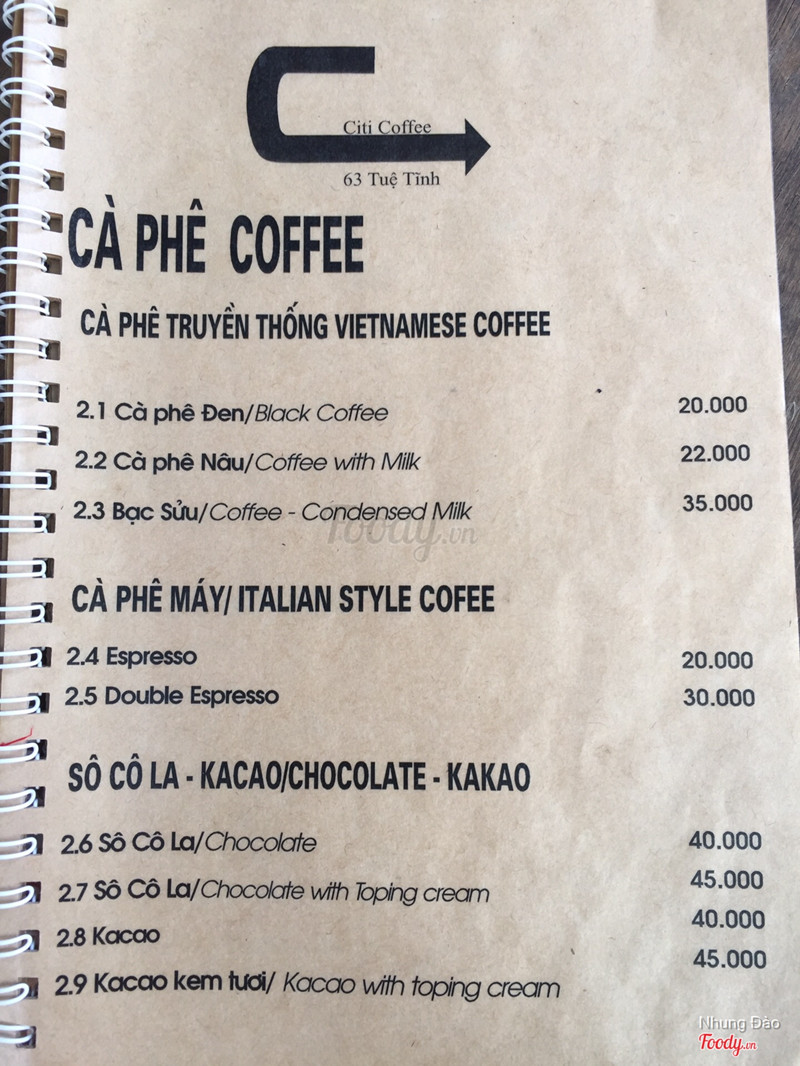 Citi Coffee
63 Tuệ Tĩnh
CÀ PHÊ COFFEE
CÀ PHÊ TRUYỀN THỐNG VIETNAMESE COFFEE
2.1 Cà phê Đen/Black Coffee 20.000
2.2 Cà phê Nâu/Coffee with Milk 22.000
2.3 Bạc Sửu/Coffee - Condensed Milk 35.000
foody.vn
CÀ PHÊ MÁY/ ITALIAN STYLE COFEE
2.4 Espresso 20.000
2.5 Double Espresso 30.000
SÔ CÔ LA - KACAO/CHOCOLATE - KAKAO
2.6 Sô Cô La/Chocolate 40.000
2.7 Sô Cô La/Chocolate with Toping cream 45.000
2.8 Kacao 40.000
2.9 Kacao kem tươi/ Kacao with toping cream 45.000
Nhung Đào
Foody.vn